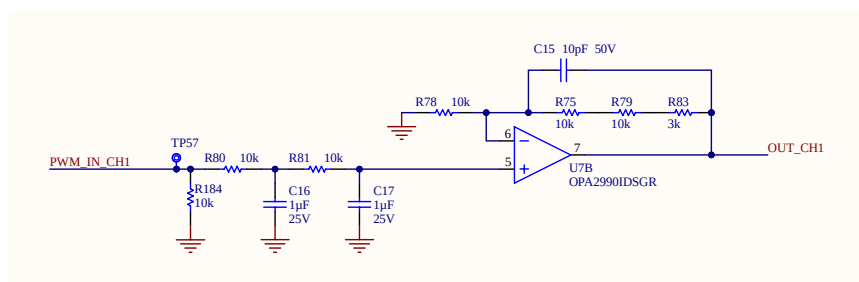 C15 10pF 50V
R78 10k
R75
R79
R83
10k
10k
3k
6
7
5
OUT_CH1
TP57
PWM_IN_CH1
R80 10k
R81 10k
U7B
OPA2990IDSGR
R184
10k
C16
1µF
25V
C17
1µF
25V